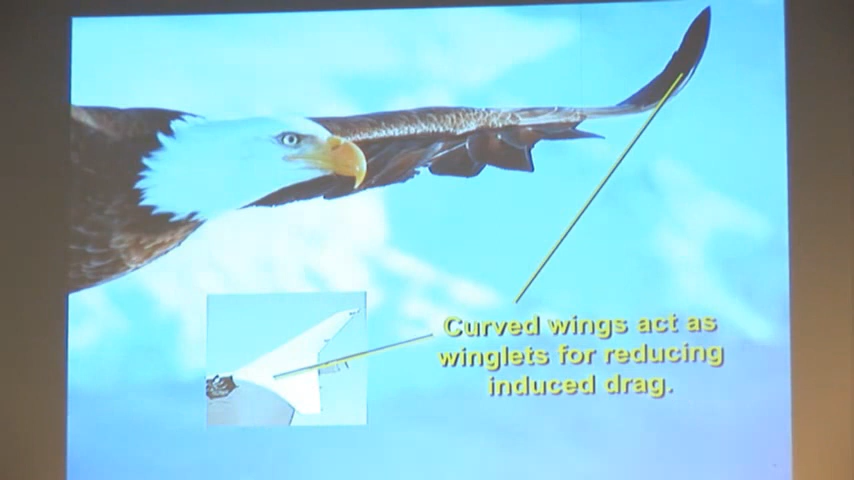 Curved wings act as
winglets for reducing
induced drag.